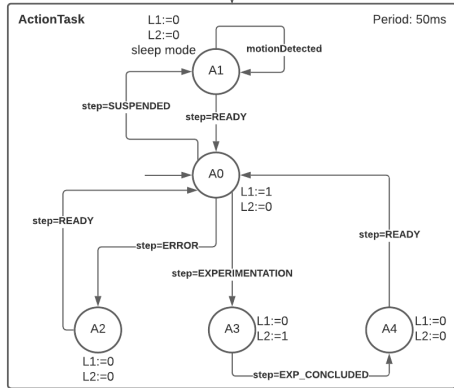 ActionTask
Period: 50ms
L1:=0
L2:=0
sleep mode
motionDetected
A1
step=SUSPENDED
step=READY
A0
L1:=1
L2:=0
step=READY
step=READY
step=ERROR
step=EXPERIMENTATION
A2
A3
L1:=0
L2:=1
A4
L1:=0
L2:=0
L1:=0
L2:=0
step=EXP_CONCLUDED